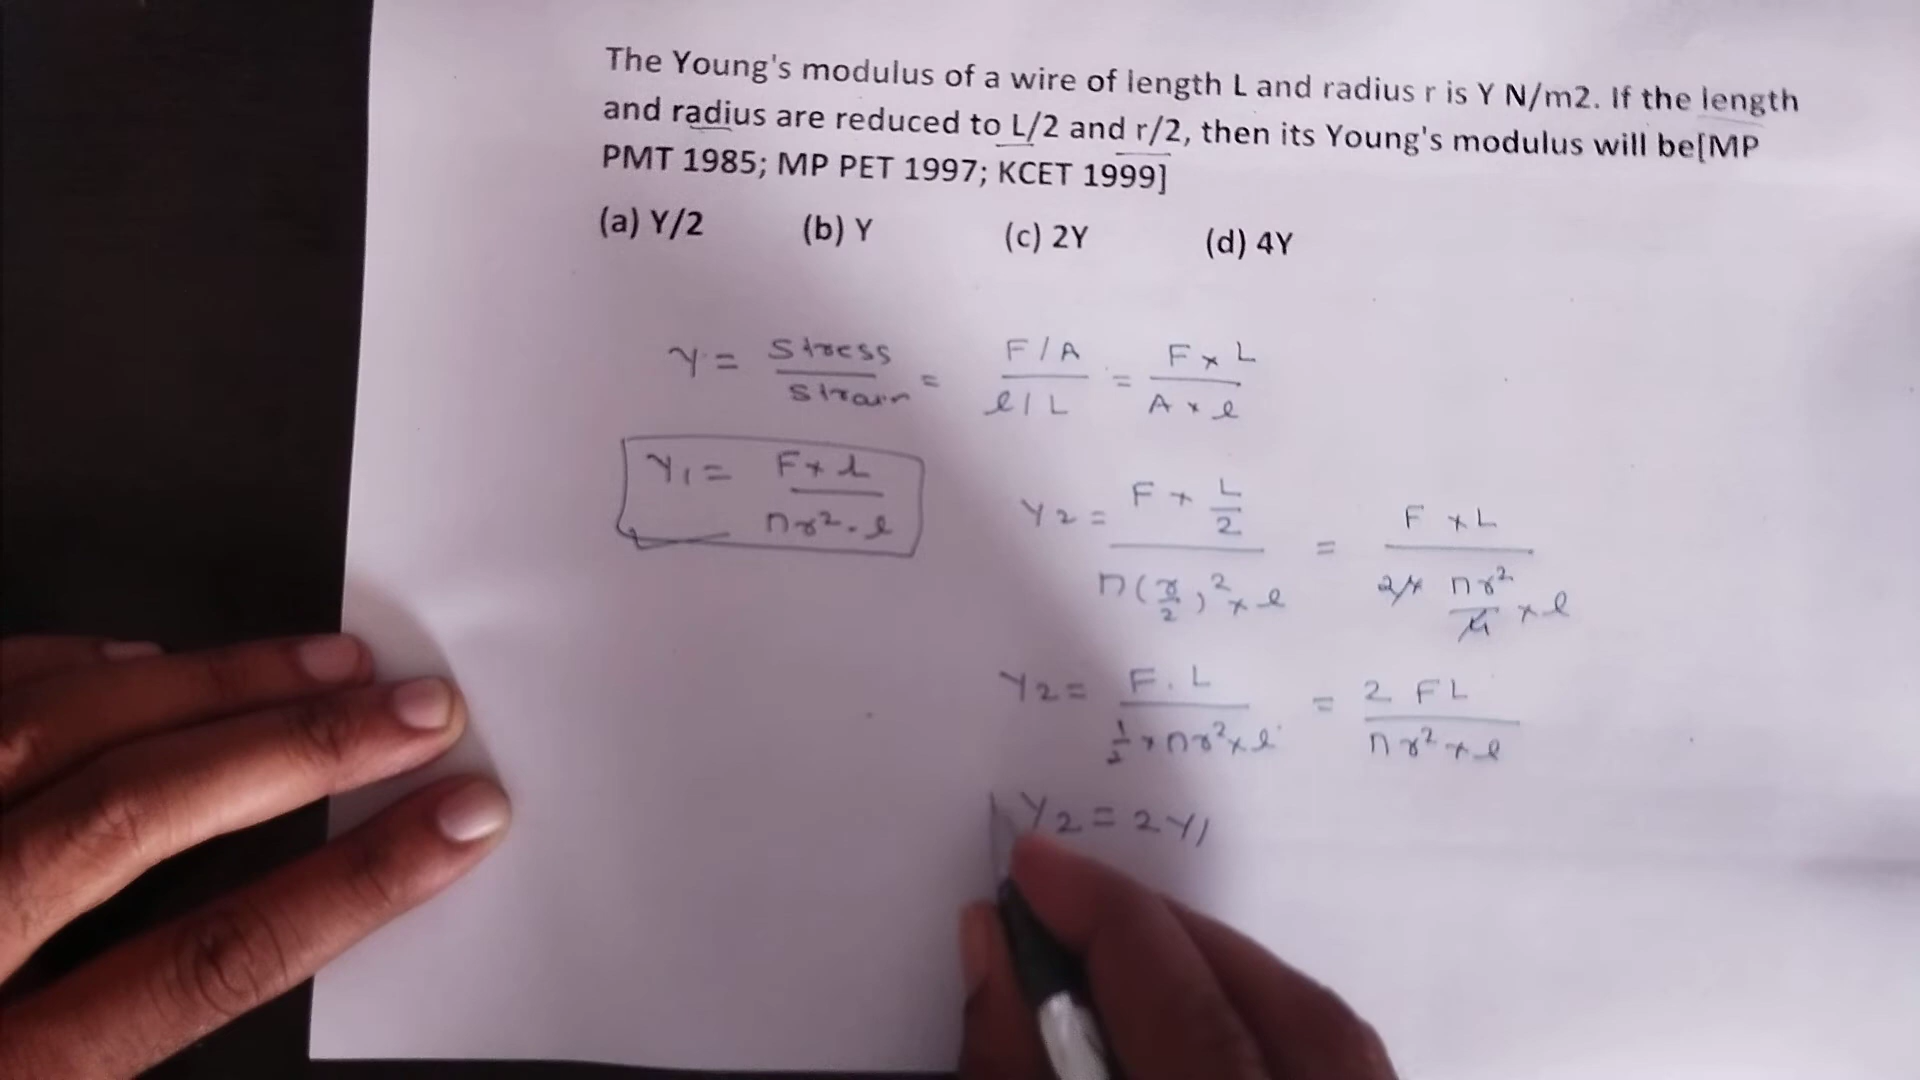 The Young's modulus of a wire of length L and radius r is Y N/m2. If the length
and radius are reduced to L/2 and r/2, then its Young's modulus will be[MP
PMT 1985; MP PET 1997; KCET 1999]
(a) Y/2 (b) Y (c) 2Y (d) 4Y
Y = Stress / Strain = F/A / l/L = F × L / A × l
Y1 = F × L / πr² . l
Y2 = F × L/2 / π(r/2)² × l = F × L / 2 × πr²/4 × l
Y2 = F . L / 1/2 × πr² × l = 2 FL / πr² × l
Y2 = 2Y1